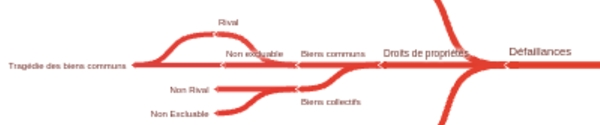 Rival
Tragédie des biens communs
Non excluable
Biens communs
Droits de propriétés
Défaillances
Non Rival
Biens collectifs
Non Excluable